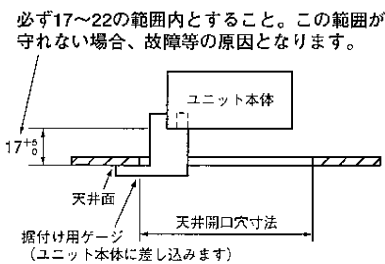 必ず17～22の範囲内とすること。この範囲が
守れない場合、故障等の原因となります。
ユニット本体
17+5 0
天井面
天井開口穴寸法
据付け用ゲージ
（ユニット本体に差し込みます）